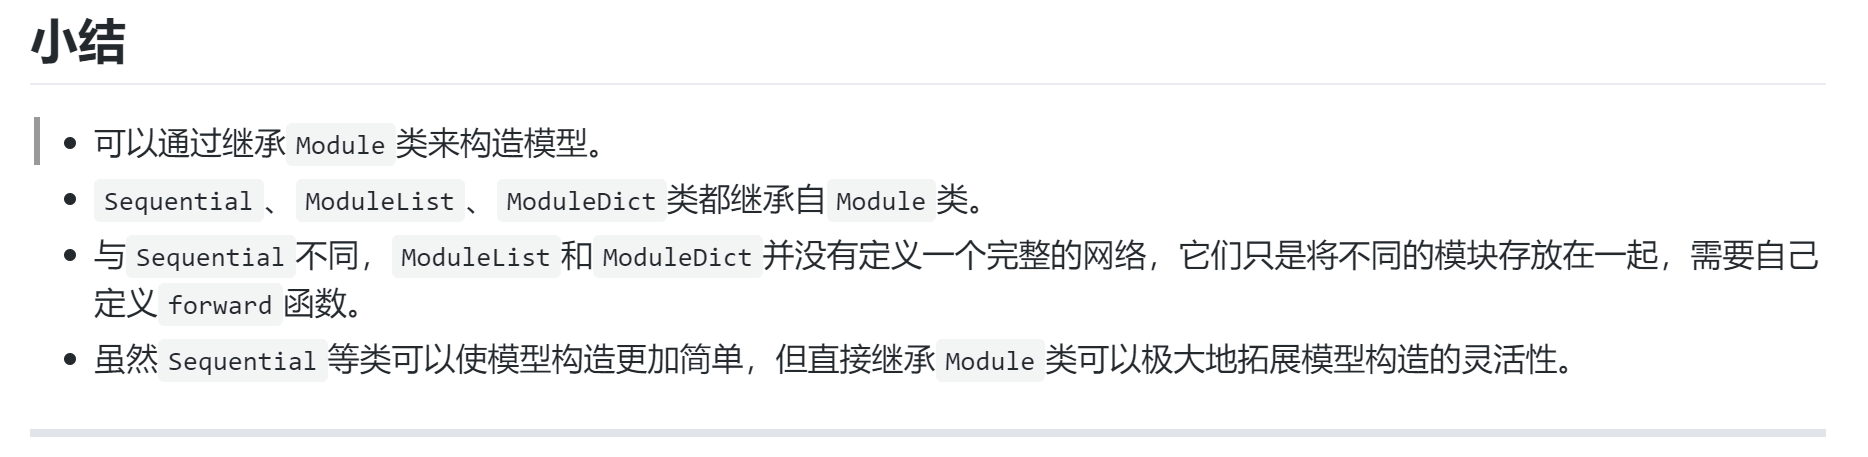 小结
可以通过继承Module类来构造模型。
Sequential、ModuleList、ModuleDict类都继承自Module类。
与Sequential不同，ModuleList和ModuleDict并没有定义一个完整的网络，它们只是将不同的模块存放在一起，需要自己
定义forward函数。
虽然Sequential等类可以使模型构造更加简单，但直接继承Module类可以极大地拓展模型构造的灵活性。